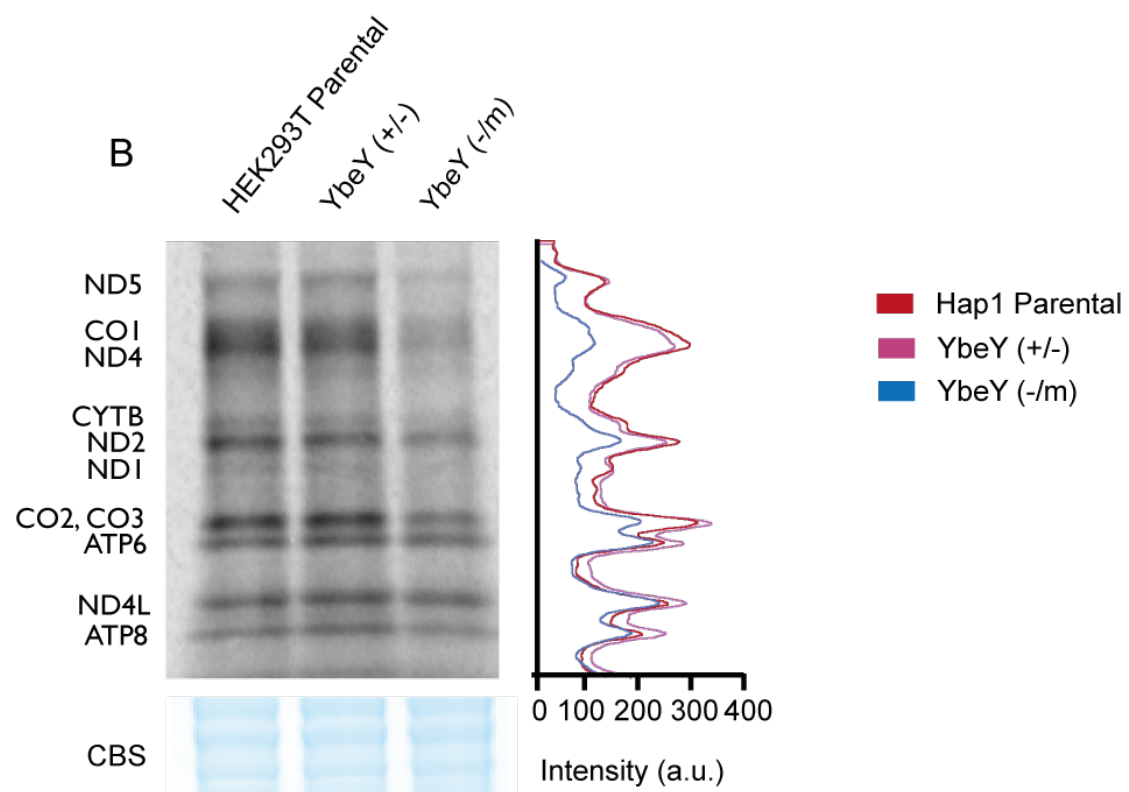 B
HEK293T Parental
YbeY (+/-)
YbeY (-/m)
ND5
CO1
ND4
CYTB
ND2
ND1
CO2, CO3
ATP6
ND4L
ATP8
CBS
0 100 200 300 400
Intensity (a.u.)
Hap1 Parental
YbeY (+/-)
YbeY (-/m)